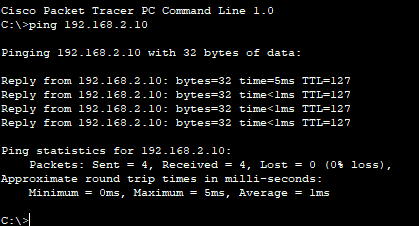 Cisco Packet Tracer PC Command Line 1.0
C:\>ping 192.168.2.10
Pinging 192.168.2.10 with 32 bytes of data:
Reply from 192.168.2.10: bytes=32 time=5ms TTL=127
Reply from 192.168.2.10: bytes=32 time<1ms TTL=127
Reply from 192.168.2.10: bytes=32 time<1ms TTL=127
Reply from 192.168.2.10: bytes=32 time<1ms TTL=127
Ping statistics for 192.168.2.10:
    Packets: Sent = 4, Received = 4, Lost = 0 (0% loss),
Approximate round trip times in milli-seconds:
    Minimum = 0ms, Maximum = 5ms, Average = 1ms
C:\>